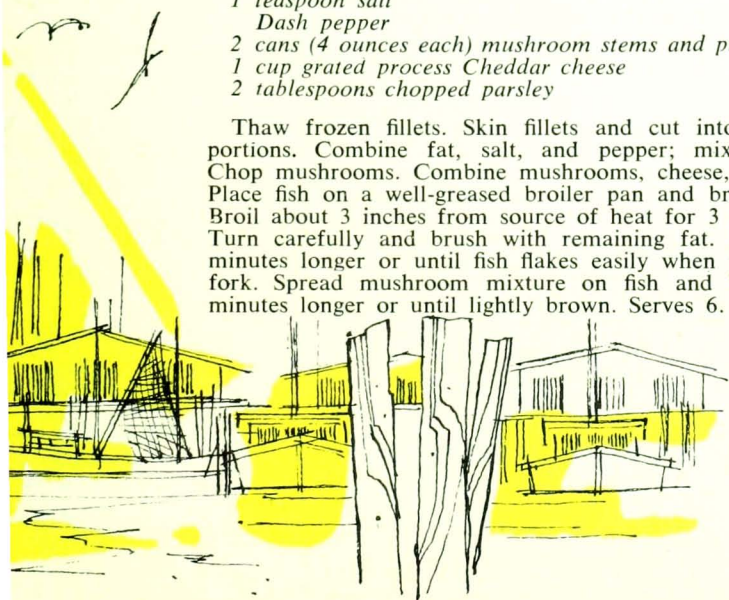 1 teaspoon salt
Dash pepper
2 cans (4 ounces each) mushroom stems and
1 cup grated process Cheddar cheese
2 tablespoons chopped parsley
Thaw frozen fillets. Skin fillets and cut into
portions. Combine fat, salt, and pepper; mix
Chop mushrooms. Combine mushrooms, cheese,
Place fish on a well-greased broiler pan and
Broil about 3 inches from source of heat for 3
Turn carefully and brush with remaining fat.
minutes longer or until fish flakes easily when
fork. Spread mushroom mixture on fish and
minutes longer or until lightly brown. Serves 6.